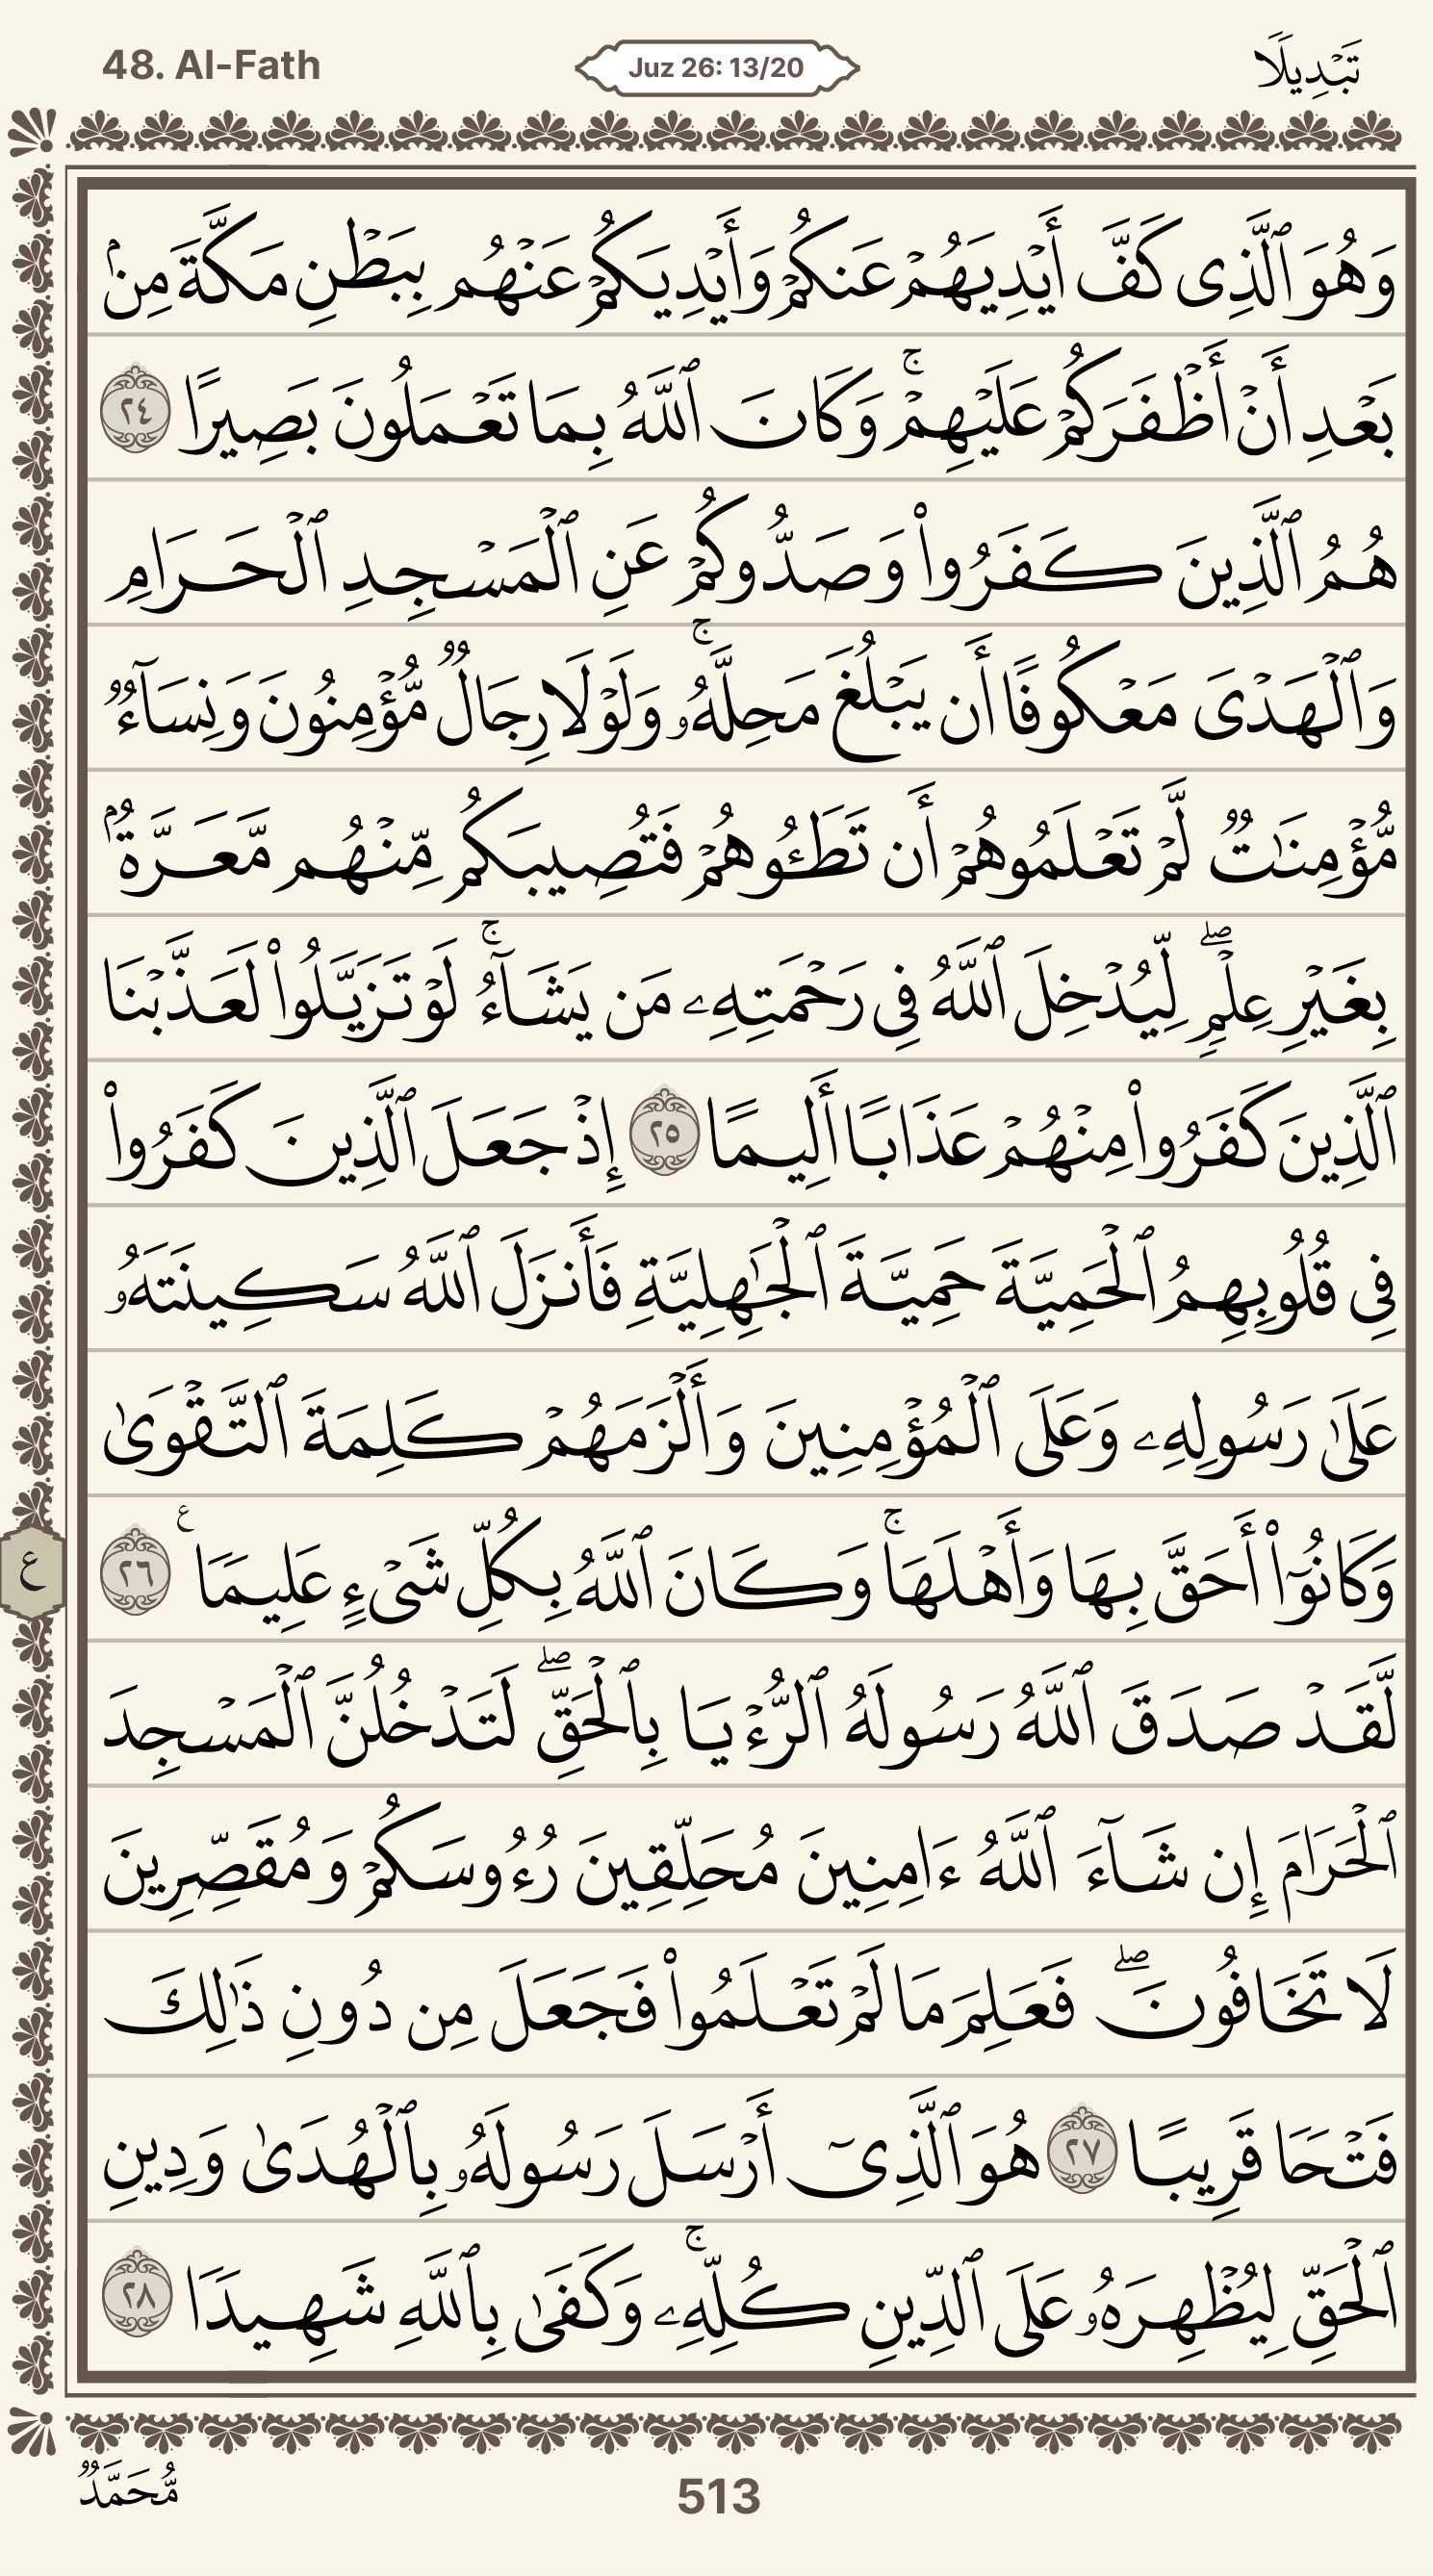 48. Al-Fath
Juz 26: 13/20
تَبْدِيلًا
وَهُوَ ٱلَّذِى كَفَّ أَيْدِيَهُمْ عَنكُمْ وَأَيْدِيَكُمْ عَنْهُم بِبَطْنِ مَكَّةَ مِنۢ
بَعْدِ أَنْ أَظْفَرَكُمْ عَلَيْهِمْ ۚ وَكَانَ ٱللَّهُ بِمَا تَعْمَلُونَ بَصِيرًا ٢٤
هُمُ ٱلَّذِينَ كَفَرُوا۟ وَصَدُّوكُمْ عَنِ ٱلْمَسْجِدِ ٱلْحَرَامِ
وَٱلْهَدْىَ مَعْكُوفًا أَن يَبْلُغَ مَحِلَّهُۥ ۚ وَلَوْلَا رِجَالٌ مُّؤْمِنُونَ وَنِسَآءٌ
مُّؤْمِنَـٰتٌ لَّمْ تَعْلَمُوهُمْ أَن تَطَـُٔوهُمْ فَتُصِيبَكُم مِّنْهُم مَّعَرَّةٌۢ
بِغَيْرِ عِلْمٍ ۖ لِّيُدْخِلَ ٱللَّهُ فِى رَحْمَتِهِۦ مَن يَشَآءُ ۚ لَوْ تَزَيَّلُوا۟ لَعَذَّبْنَا
ٱلَّذِينَ كَفَرُوا۟ مِنْهُمْ عَذَابًا أَلِيمًا ٢٥ إِذْ جَعَلَ ٱلَّذِينَ كَفَرُوا۟
فِى قُلُوبِهِمُ ٱلْحَمِيَّةَ حَمِيَّةَ ٱلْجَـٰهِلِيَّةِ فَأَنزَلَ ٱللَّهُ سَكِينَتَهُۥ
عَلَىٰ رَسُولِهِۦ وَعَلَى ٱلْمُؤْمِنِينَ وَأَلْزَمَهُمْ كَلِمَةَ ٱلتَّقْوَىٰ
وَكَانُوٓا۟ أَحَقَّ بِهَا وَأَهْلَهَا ۚ وَكَانَ ٱللَّهُ بِكُلِّ شَىْءٍ عَلِيمًا ع ٢٦
ع
لَّقَدْ صَدَقَ ٱللَّهُ رَسُولَهُ ٱلرُّءْيَا بِٱلْحَقِّ ۖ لَتَدْخُلُنَّ ٱلْمَسْجِدَ
ٱلْحَرَامَ إِن شَآءَ ٱللَّهُ ءَامِنِينَ مُحَلِّقِينَ رُءُوسَكُمْ وَمُقَصِّرِينَ
لَا تَخَافُونَ ۖ فَعَلِمَ مَا لَمْ تَعْلَمُوا۟ فَجَعَلَ مِن دُونِ ذَٰلِكَ
فَتْحًا قَرِيبًا ٢٧ هُوَ ٱلَّذِىٓ أَرْسَلَ رَسُولَهُۥ بِٱلْهُدَىٰ وَدِينِ
ٱلْحَقِّ لِيُظْهِرَهُۥ عَلَى ٱلدِّينِ كُلِّهِۦ ۚ وَكَفَىٰ بِٱللَّهِ شَهِيدًا ٢٨
مُّحَمَّدٌ
513